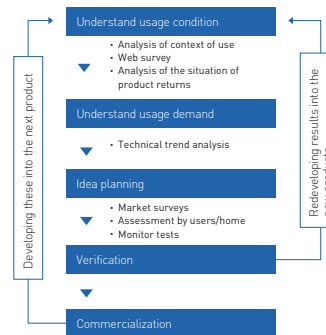 Understand usage condition
• Analysis of context of use
• Web survey
• Analysis of the situation of
product returns
Understand usage demand
• Technical trend analysis
Idea planning
• Market surveys
• Assessment by users/home
• Monitor tests
Verification
Commercialization
Developing these into the next product
Redeveloping results into the